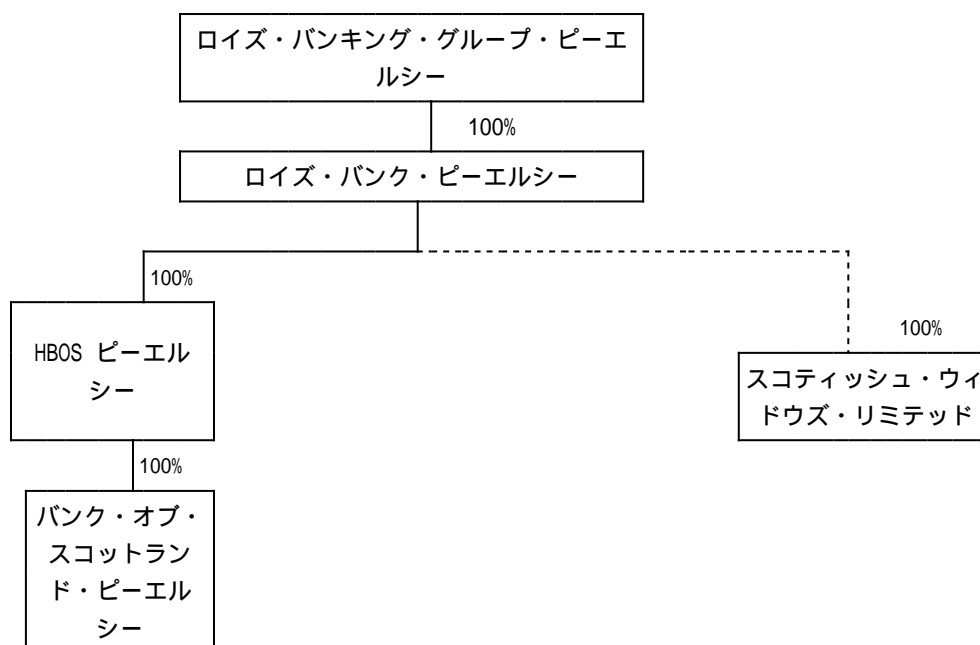 ロイズ・バンキング・グループ・ピーエ
ルシー
100%
ロイズ・バンク・ピーエルシー
100%
HBOS ピーエル
シー
100%
スコティッシュ・ウィ
ドウズ・リミテッド
100%
バンク・オブ・
スコットラン
ド・ピーエル
シー